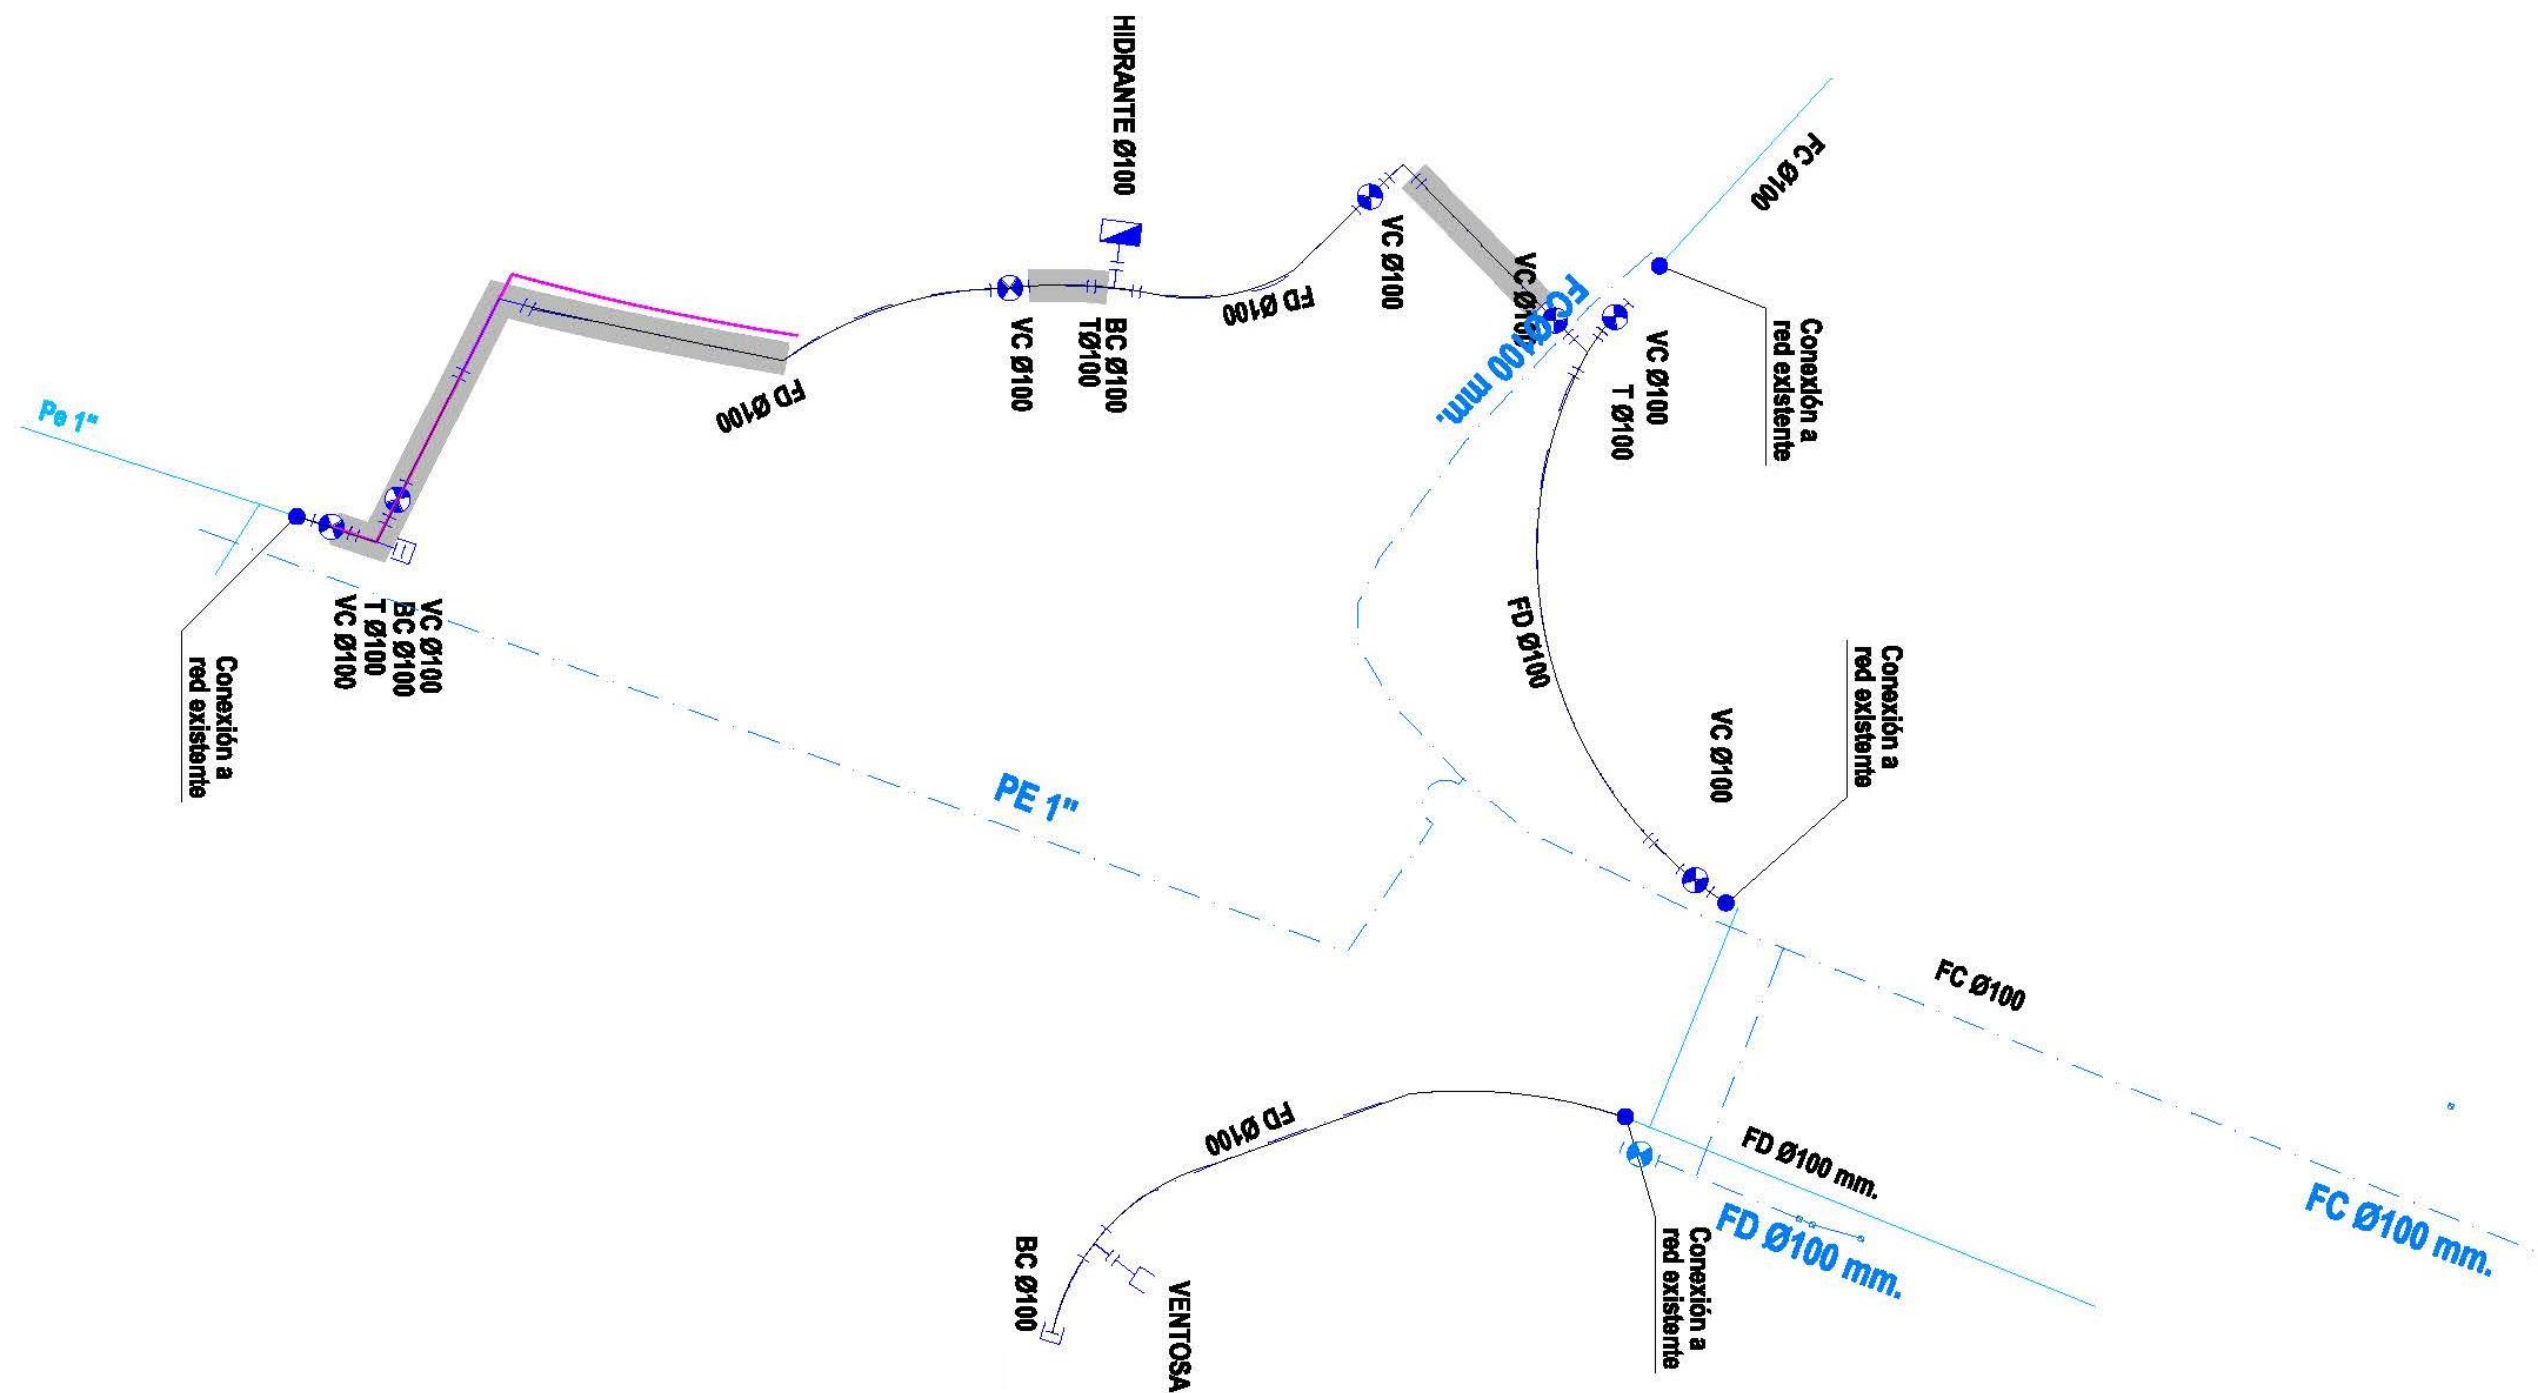 HIDRANTE Ø100
FC Ø100
VC Ø100
VC Ø100
FC Ø100 mm.
FD Ø100
VC Ø100
BC Ø100
TØ100
VC Ø100
T Ø100
Conexión a
red existente
FD Ø100
Pe 1"
VC Ø100
BC Ø100
T Ø100
VC Ø100
Conexión a
red existente
FD Ø100
VC Ø100
Conexión a
red existente
PE 1"
FC Ø100
FD Ø100
FD Ø100 mm.
FD Ø100 mm.
FC Ø100 mm.
Conexión a
red existente
BC Ø100
VENTOSA